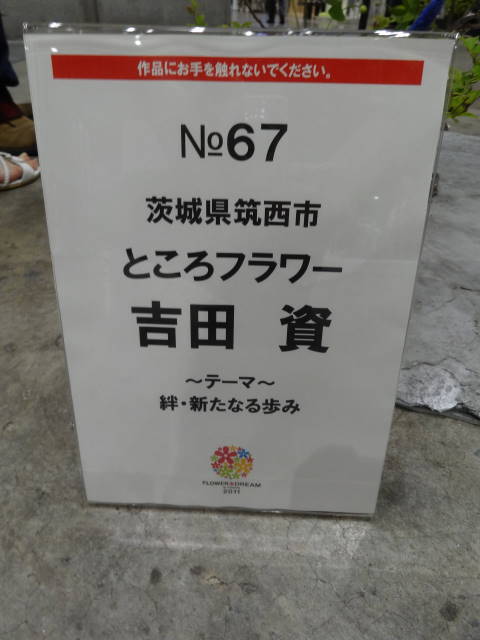 作品にお手を触れないでください。
№67
茨城県筑西市
ところフラワー
吉田 資
～テーマ～
絆・新たなる歩み
FLOWER DREAM
2011